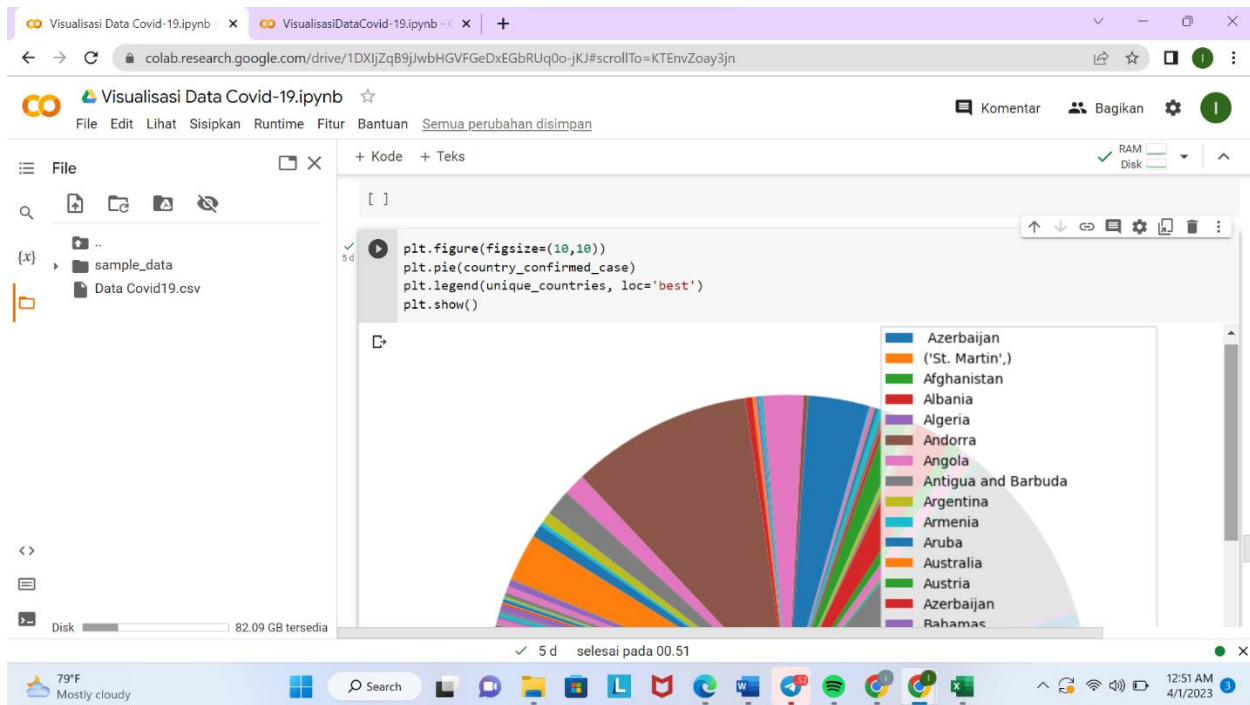 Visualisasi Data Covid-19.ipynb -
VisualisasiDataCovid-19.ipynb - C
colab.research.google.com/drive/1DXIjZqB9jJwbHGVFGeDxEGbRUq0o-jKJ#scrollTo=KTEnvZoay3jn
Visualisasi Data Covid-19.ipynb
Komentar
Bagikan
I
File Edit Lihat Sisipkan Runtime Fitur Bantuan Semua perubahan disimpan
File
+ Kode + Teks
RAM
Disk
[ ]
{x}
..
sample_data
Data Covid19.csv
5 d
plt.figure(figsize=(10,10))
plt.pie(country_confirmed_case)
plt.legend(unique_countries, loc='best')
plt.show()
Azerbaijan
('St. Martin',)
Afghanistan
Albania
Algeria
Andorra
Angola
Antigua and Barbuda
Argentina
Armenia
Aruba
Australia
Austria
Azerbaijan
Bahamas
Disk
82.09 GB tersedia
5 d selesai pada 00.51
79°F
Mostly cloudy
Search
52
12:51 AM
4/1/2023
3